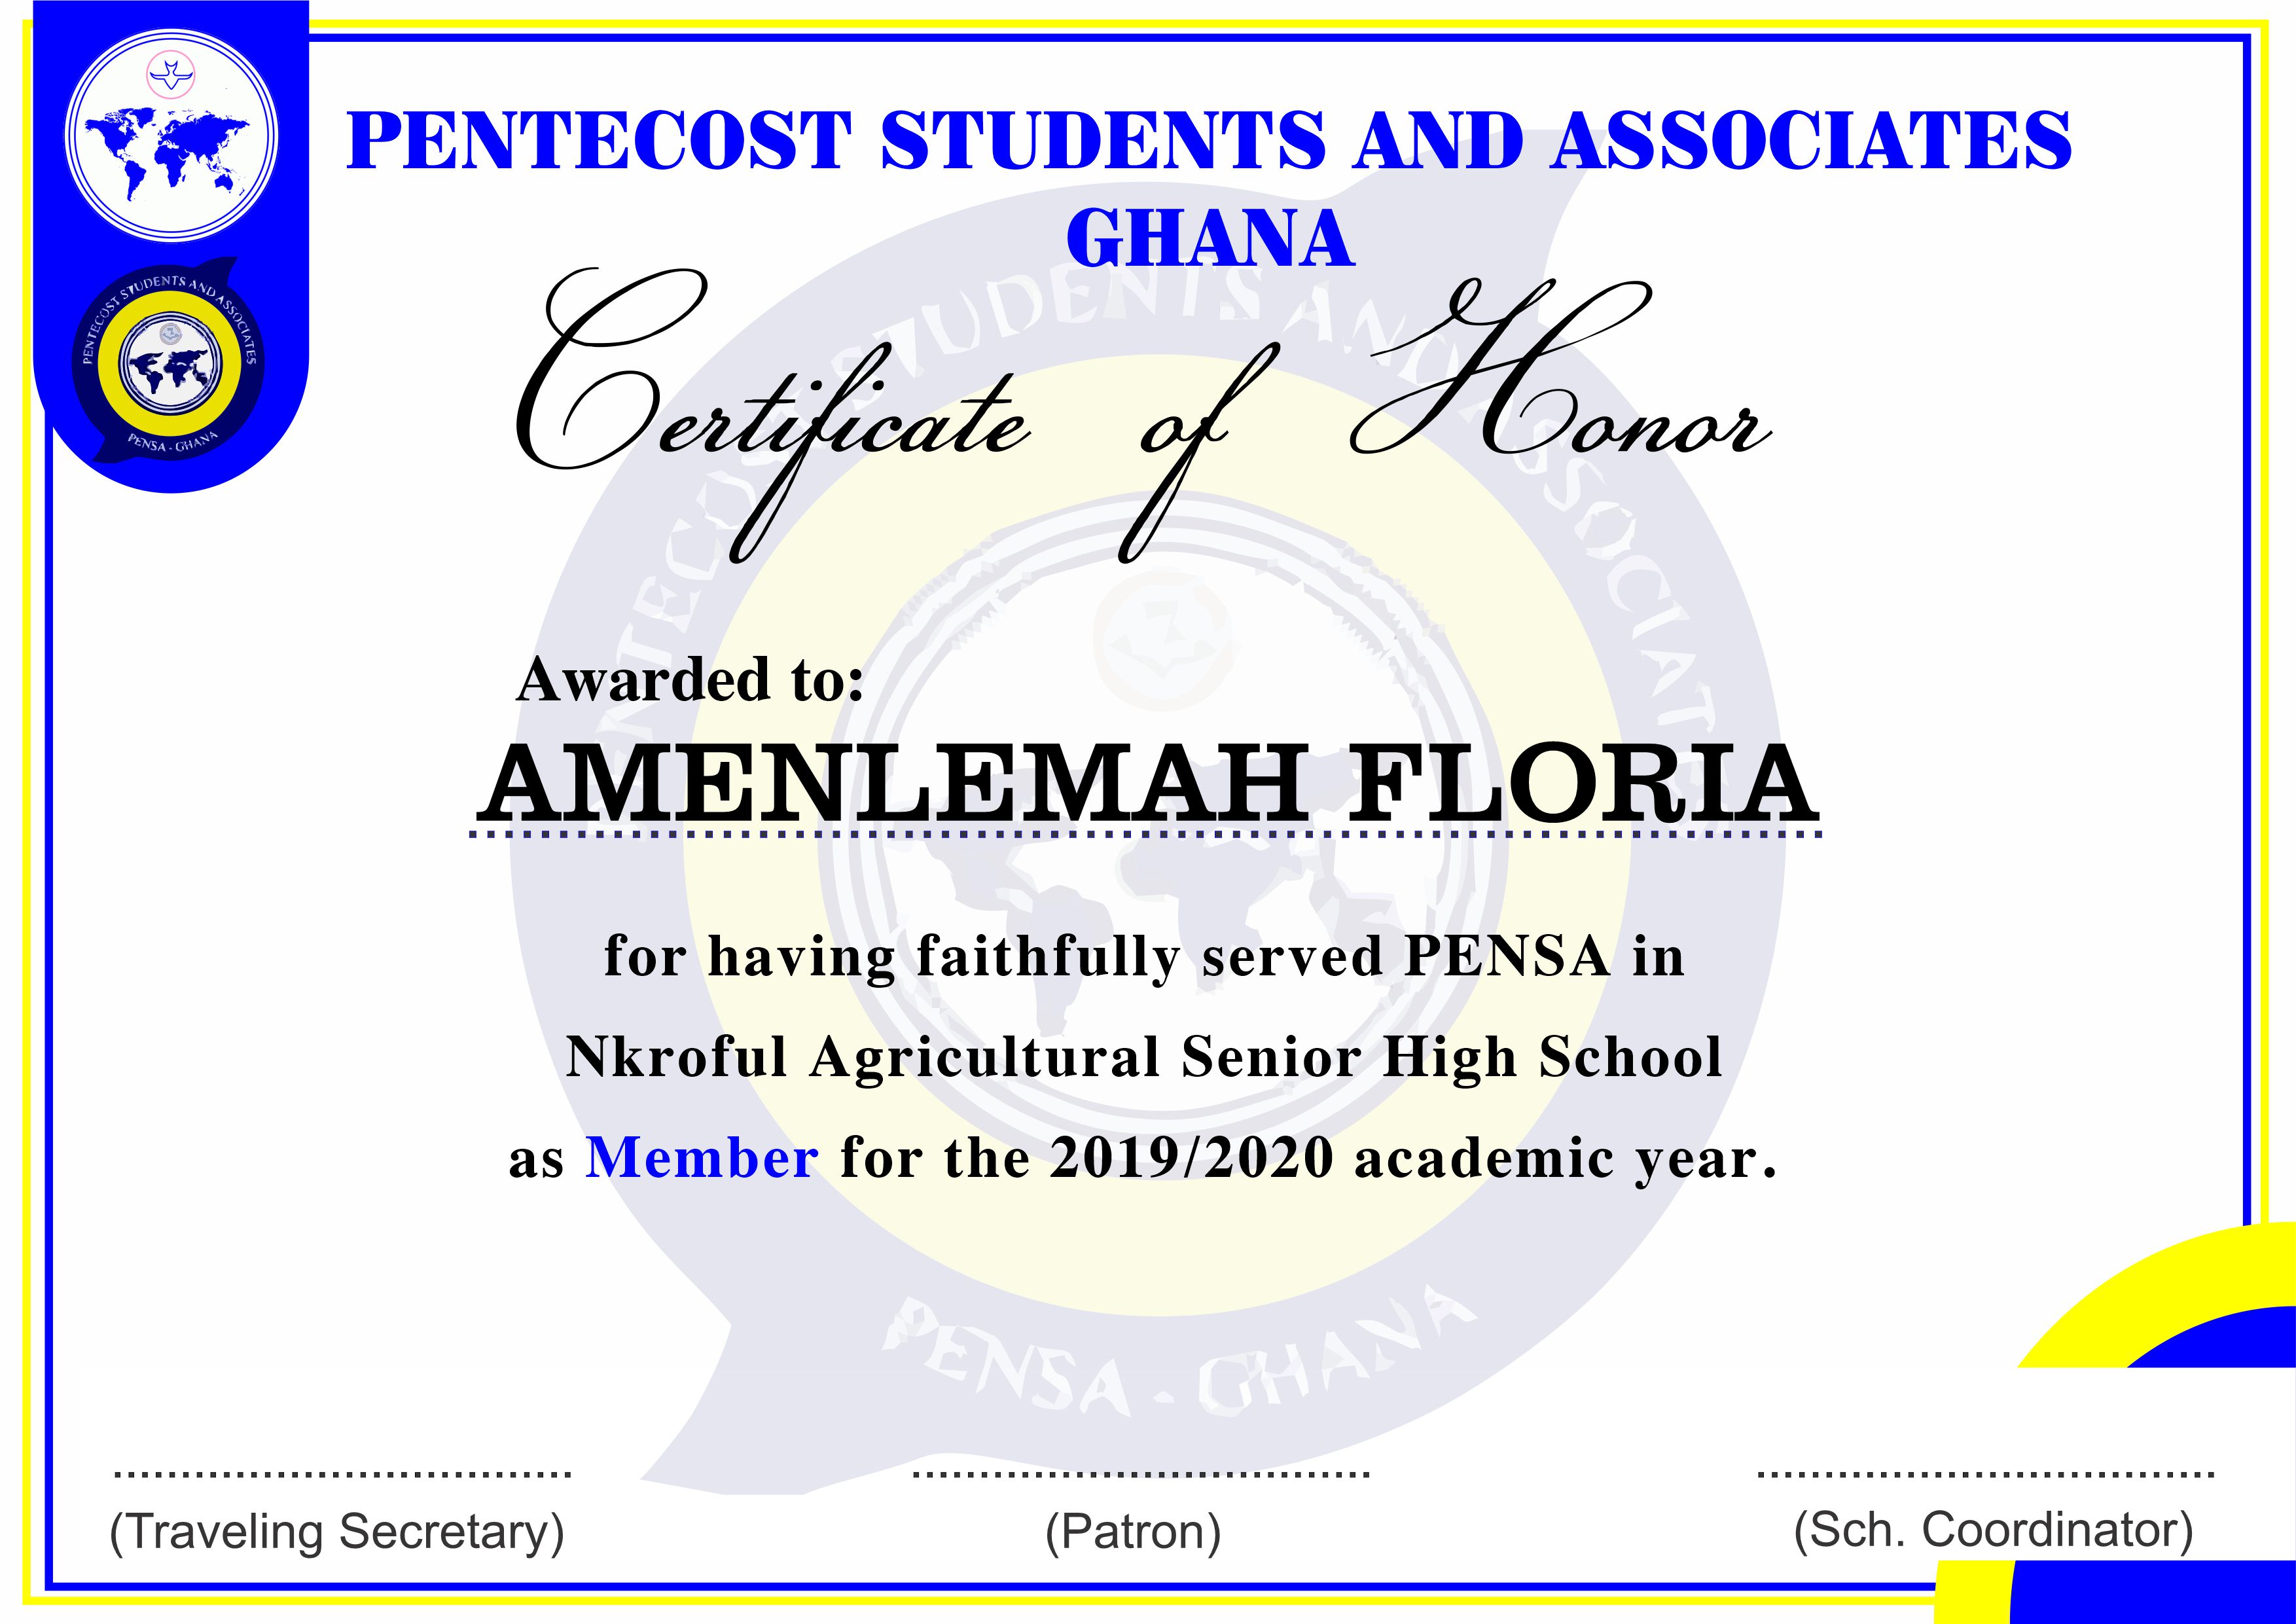 PENTECOST STUDENTS AND ASSOCIATES
GHANA
PENTECOST STUDENTS AND ASSOCIATES
PENSA - GHANA
Certificate of Honor
Awarded to:
AMENLEMAH FLORIA
for having faithfully served PENSA in
Nkroful Agricultural Senior High School
as Member for the 2019/2020 academic year.
PENTECOST STUDENTS AND ASSOCIATES
PENSA - GHANA
(Traveling Secretary)
(Patron)
(Sch. Coordinator)